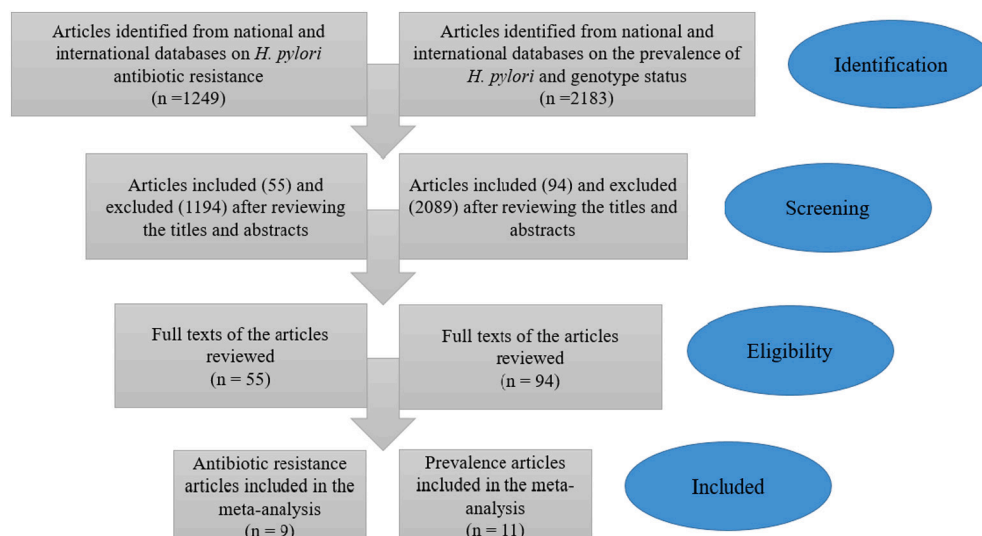 Articles identified from national
and international databases on
H. pylori
antibiotic resistance
(n =1249)
Articles identified from national and
international databases on the prevalence of
H. pylori and genotype status
(n =2183)
Identification
Articles included (55) and
excluded (1194) after reviewing
the titles and abstracts
Articles included (94) and excluded
(2089) after reviewing the titles and
abstracts
Screening
Full texts of the articles
reviewed
(n = 55)
Full texts of the articles
reviewed
(n = 94)
Eligibility
Antibiotic resistance
articles included in the
meta-analysis
(n = 9)
Prevalence articles
included in the meta-
analysis
(n = 11)
Included